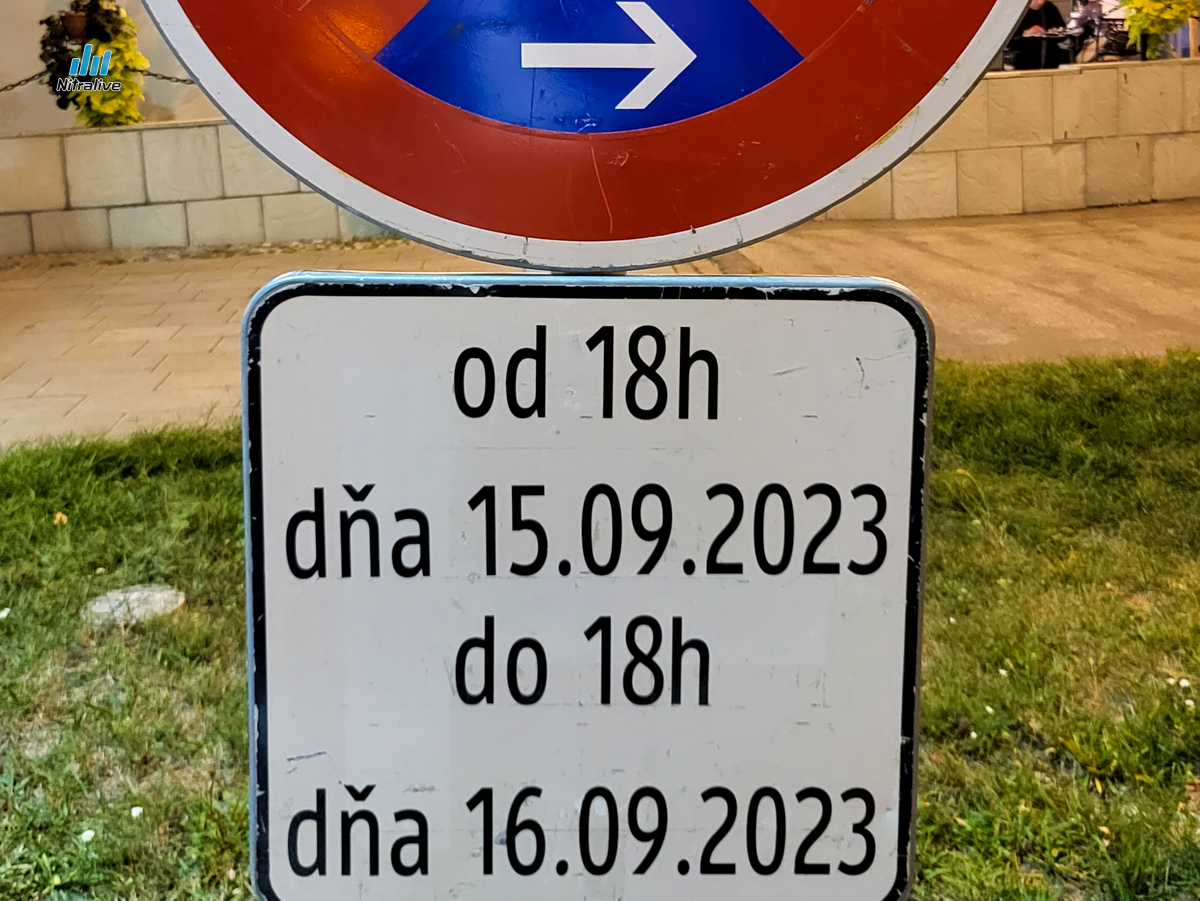 Nitralive
od 18h
dňa 15.09.2023
do 18h
dňa 16.09.2023